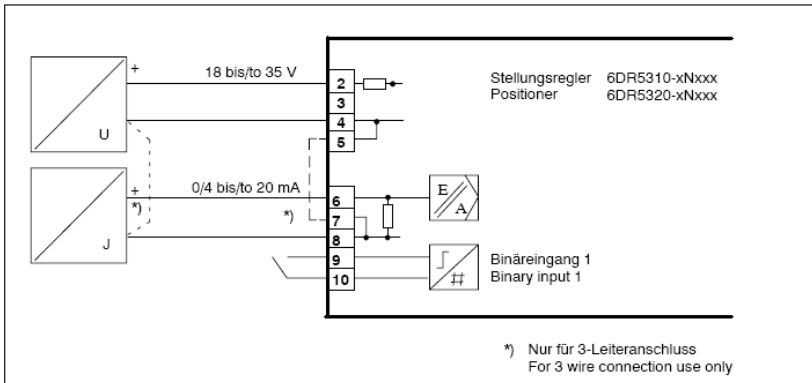 +
18 bis/to 35 V
U
2
3
4
5
Stellungsregler 6DR5310-xNxxx
Positioner 6DR5320-xNxxx
+
*)
0/4 bis/to 20 mA
*)
J
6
7
8
9
10
E
A
Binäreingang 1
Binary input 1
#
*) Nur für 3-Leiteranschluss
For 3 wire connection use only